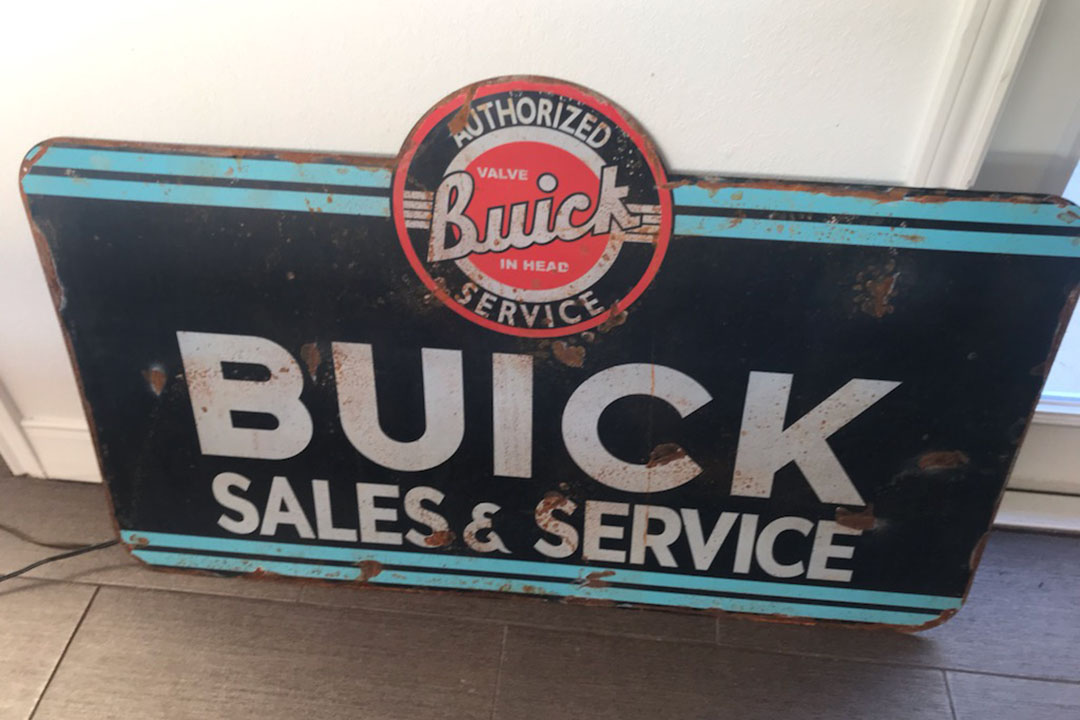 AUTHORIZED
VALVE
Buick
IN HEAD
SERVICE
BUICK
SALES & SERVICE